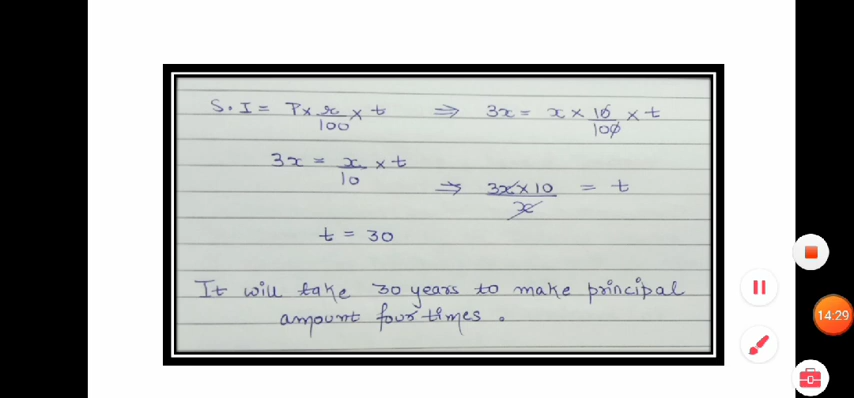 S.I = P × r/100 × t ⇒ 3x = x × 10/100 × t
3x = x/10 × t
⇒ 3x × 10/x = t
t = 30
It will take 30 years to make principal
amount four times.
14:29